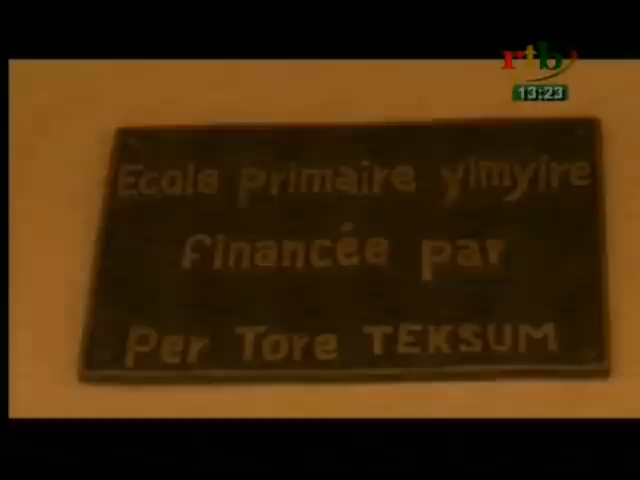 rtb
13:23
Ecole primaire yimyire
financée par
Per Tore TEKSUM